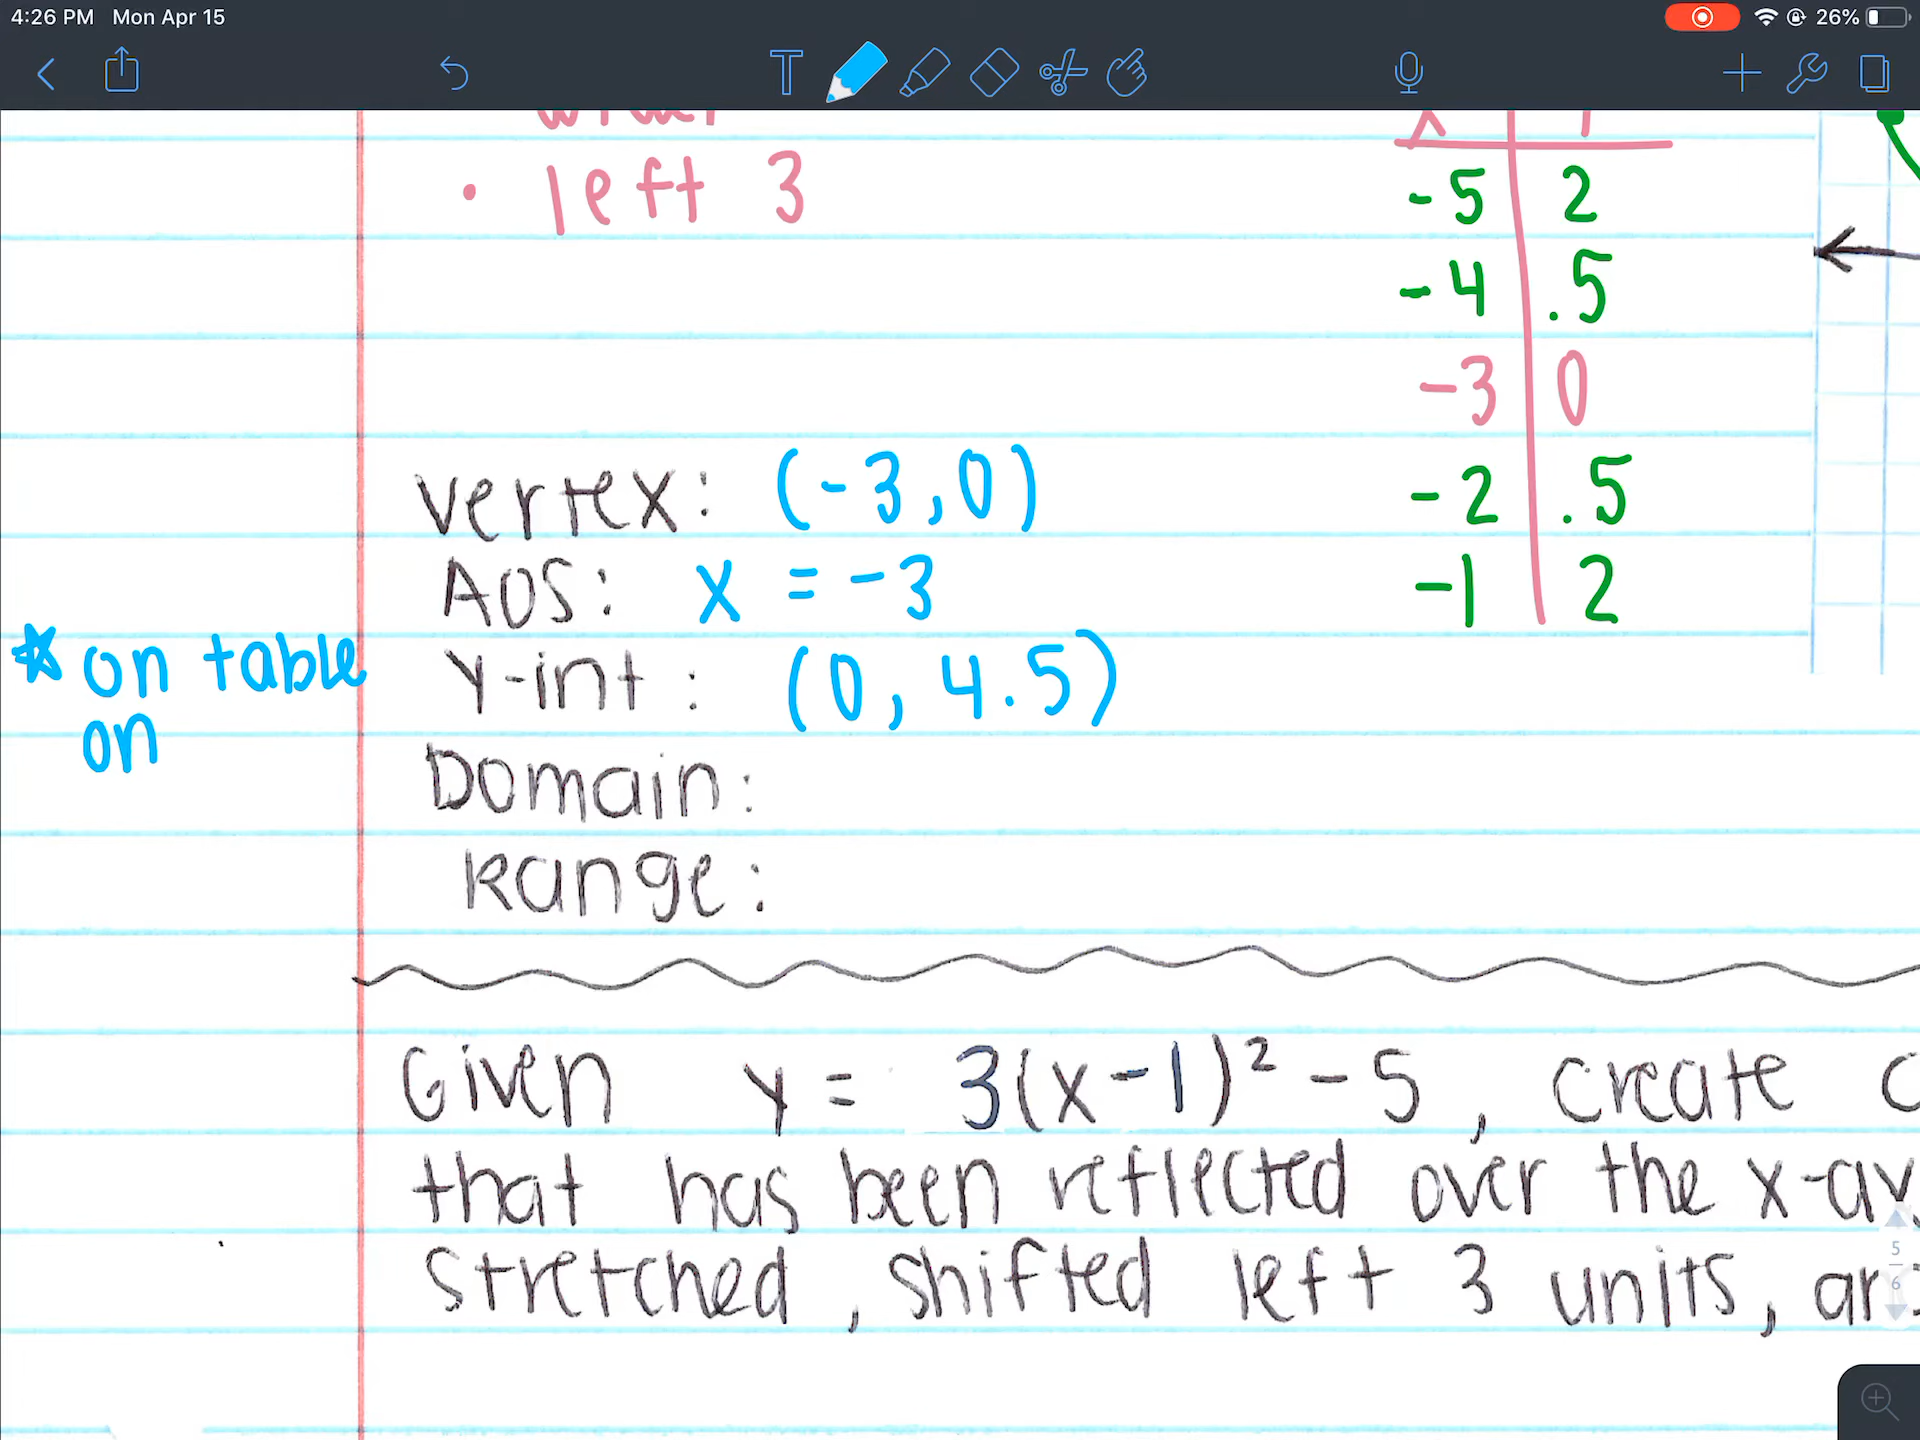 4:26 PM Mon Apr 15
26%
T
• left 3
-5 2
-4 .5
-3 0
-2 .5
-1 2
vertex: (-3,0)
AOS: x = -3
on table
on
Y-int : (0, 4.5)
Domain:
Range:
Given y = 3(x-1)² - 5, create
that has been reflected over the
stretched, shifted left 3 units,
5
6